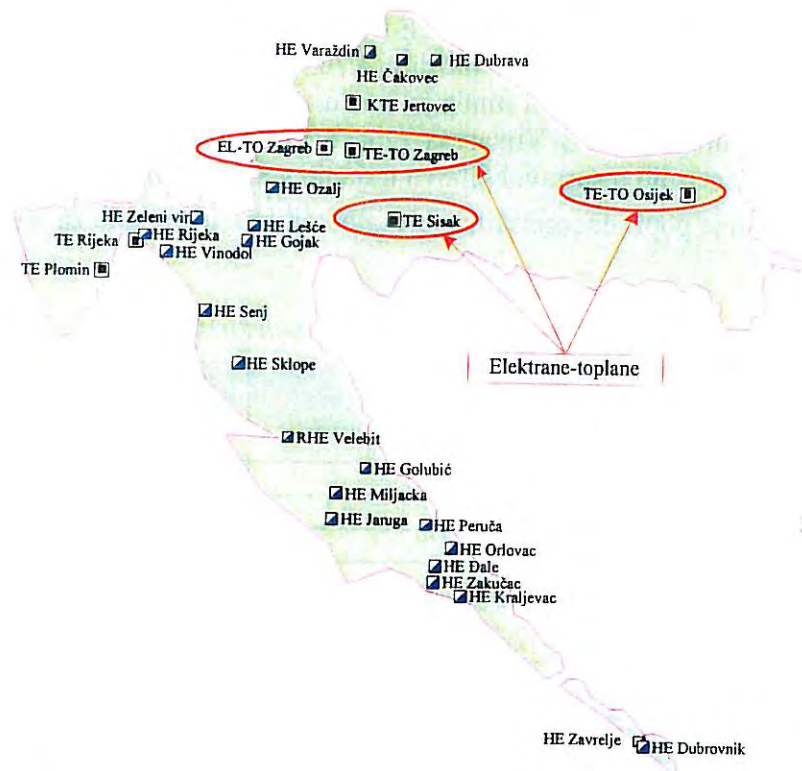 HE Varaždin
HE Dubrava
HE Čakovec
KTE Jertovec
EL-TO Zagreb
TE-TO Zagreb
HE Ozalj
TE-TO Osijek
HE Zeleni vir
HE Lešće
TE Sisak
TE Rijeka
HE Rijeka
HE Gojak
HE Vinodol
TE Plomin
HE Senj
HE Sklope
Elektrane-toplane
RHE Velebit
HE Golubić
HE Miljacka
HE Jaruga
HE Peruča
HE Orlovac
HE Đale
HE Zakučac
HE Kraljevac
HE Zavrelje
HE Dubrovnik